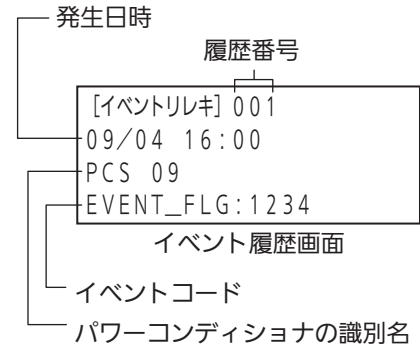 発生日時
履歴番号
[イベントリレキ]001
09/04 16:00
PCS 09
EVENT_FLG:1234
イベント履歴画面
イベントコード
パワーコンディショナの識別名